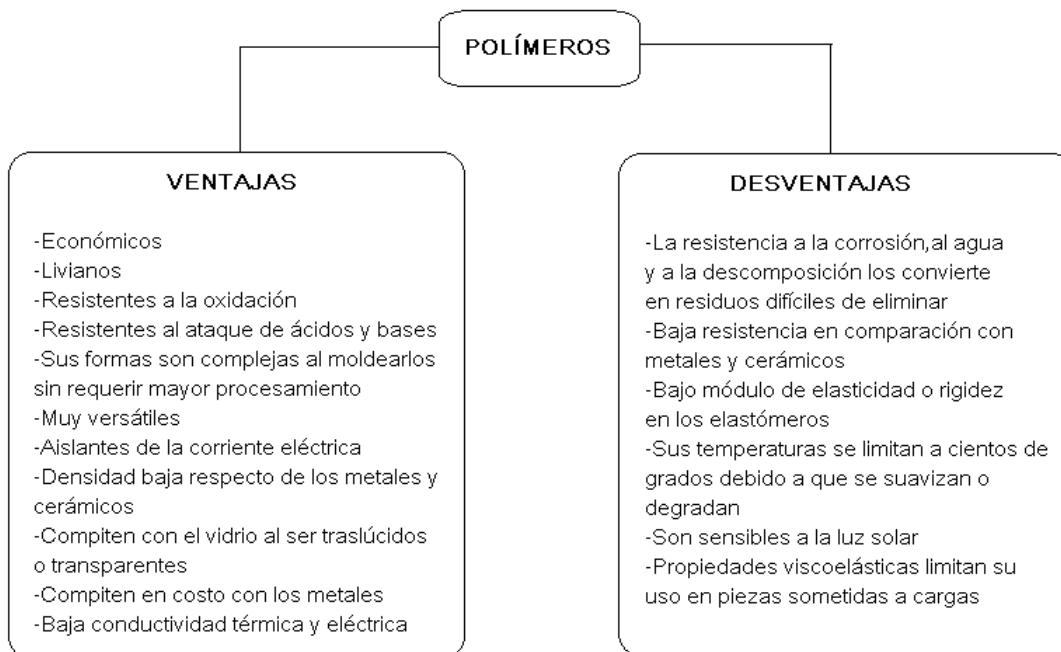 POLÍMEROS
VENTAJAS
-Económicos
-Livianos
-Resistentes a la oxidación
-Resistentes al ataque de ácidos y bases
-Sus formas son complejas al moldearlos
sin requerir mayor procesamiento
-Muy versátiles
-Aislantes de la corriente eléctrica
-Densidad baja respecto de los metales y
cerámicos
-Compiten con el vidrio al ser traslúcidos
o transparentes
-Compiten en costo con los metales
-Baja conductividad térmica y eléctrica
DESVENTAJAS
-La resistencia a la corrosión,al agua
y a la descomposición los convierte
en residuos difíciles de eliminar
-Baja resistencia en comparación con
metales y cerámicos
-Bajo módulo de elasticidad o rigidez
en los elastómeros
-Sus temperaturas se limitan a cientos de
grados debido a que se suavizan o
degradan
-Son sensibles a la luz solar
-Propiedades viscoelásticas limitan su
uso en piezas sometidas a cargas